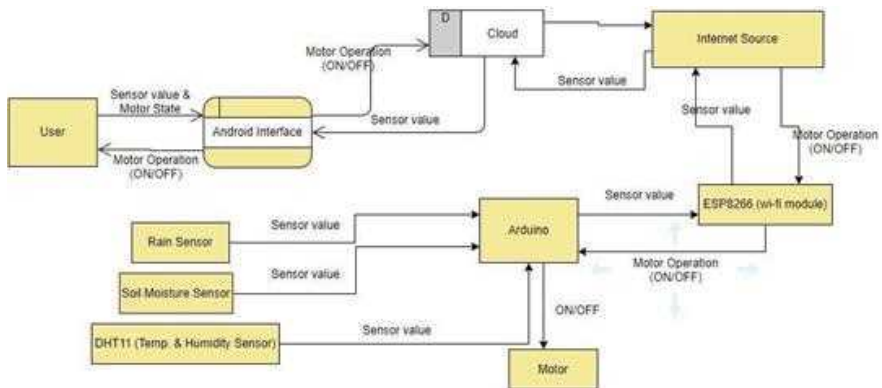 D
Cloud
Internet Source
Motor Operation
(ON/OFF)
Sensor value
Sensor value &
Motor State
User
Android Interface
Sensor value
Sensor value
Motor Operation
(ON/OFF)
Motor Operation
(ON/OFF)
ESP8266 (wi-fi module)
Sensor value
Sensor value
Arduino
Rain Sensor
Sensor value
Motor Operation
(ON/OFF)
Soil Moisture Sensor
ON/OFF
Sensor value
DHT11 (Temp. & Humidity Sensor)
Motor